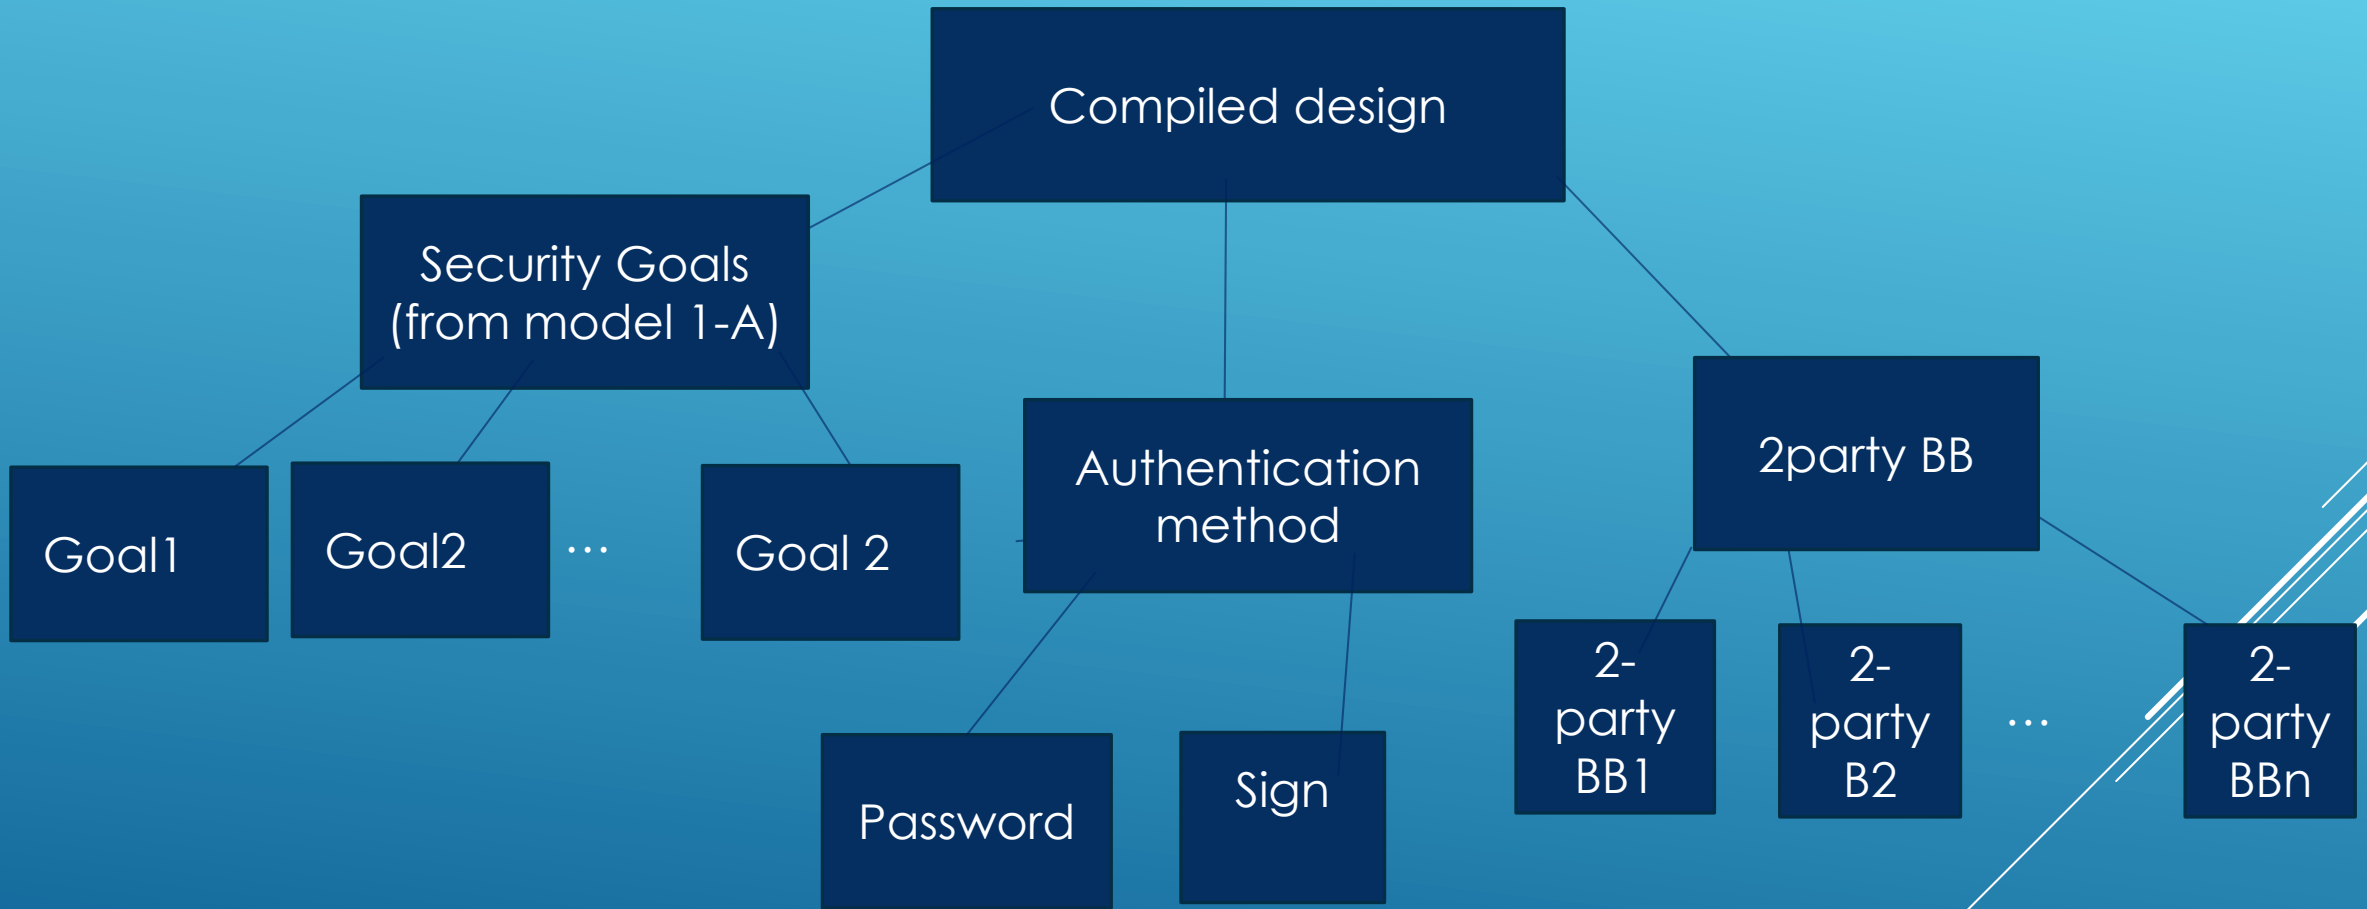 Compiled design
Security Goals
(from model 1-A)
Authentication
method
2party BB
Goal1
Goal2
…
Goal 2
Password
Sign
2-
party
BB1
2-
party
B2
…
2-
party
BBn